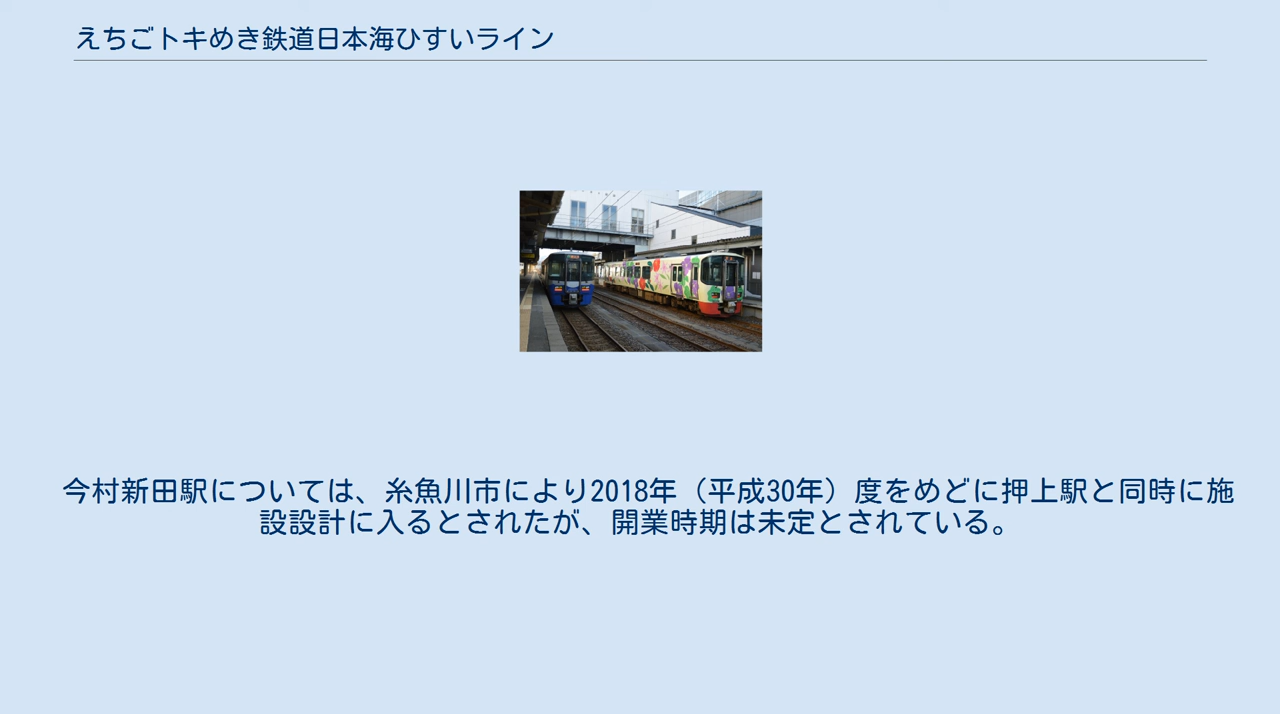 えちごトキめき鉄道日本海ひすいライン
今村新田駅については、糸魚川市により2018年（平成30年）度をめどに押上駅と同時に施
設設計に入るとされたが、開業時期は未定とされている。